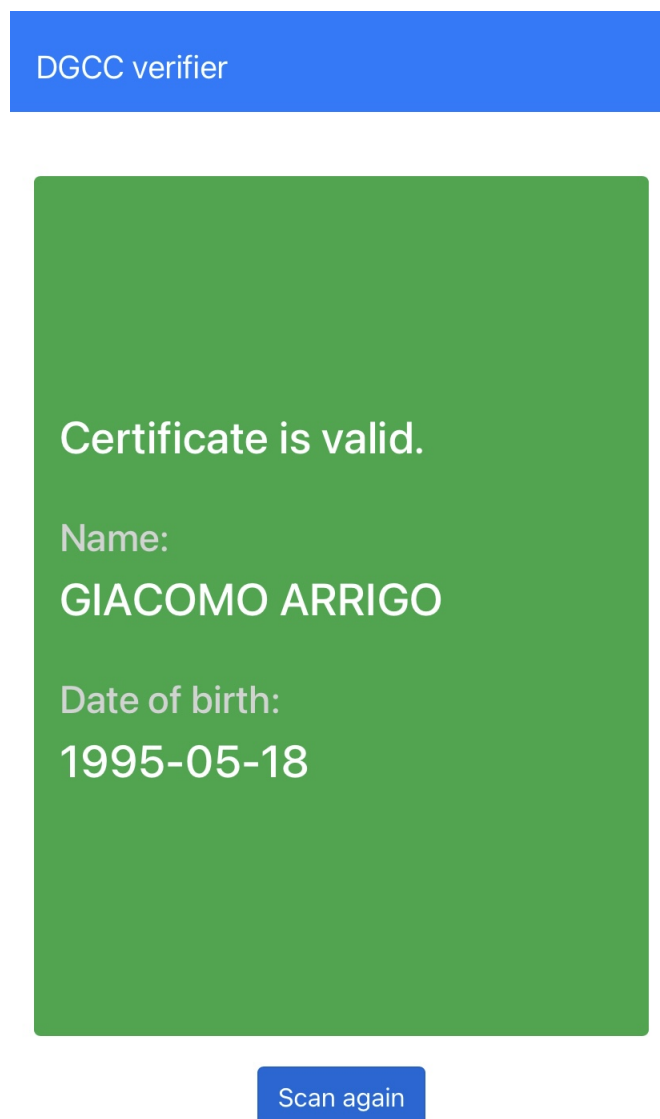 DGCC verifier
Certificate is valid.
Name:
GIACOMO ARRIGO
Date of birth:
1995-05-18
Scan again